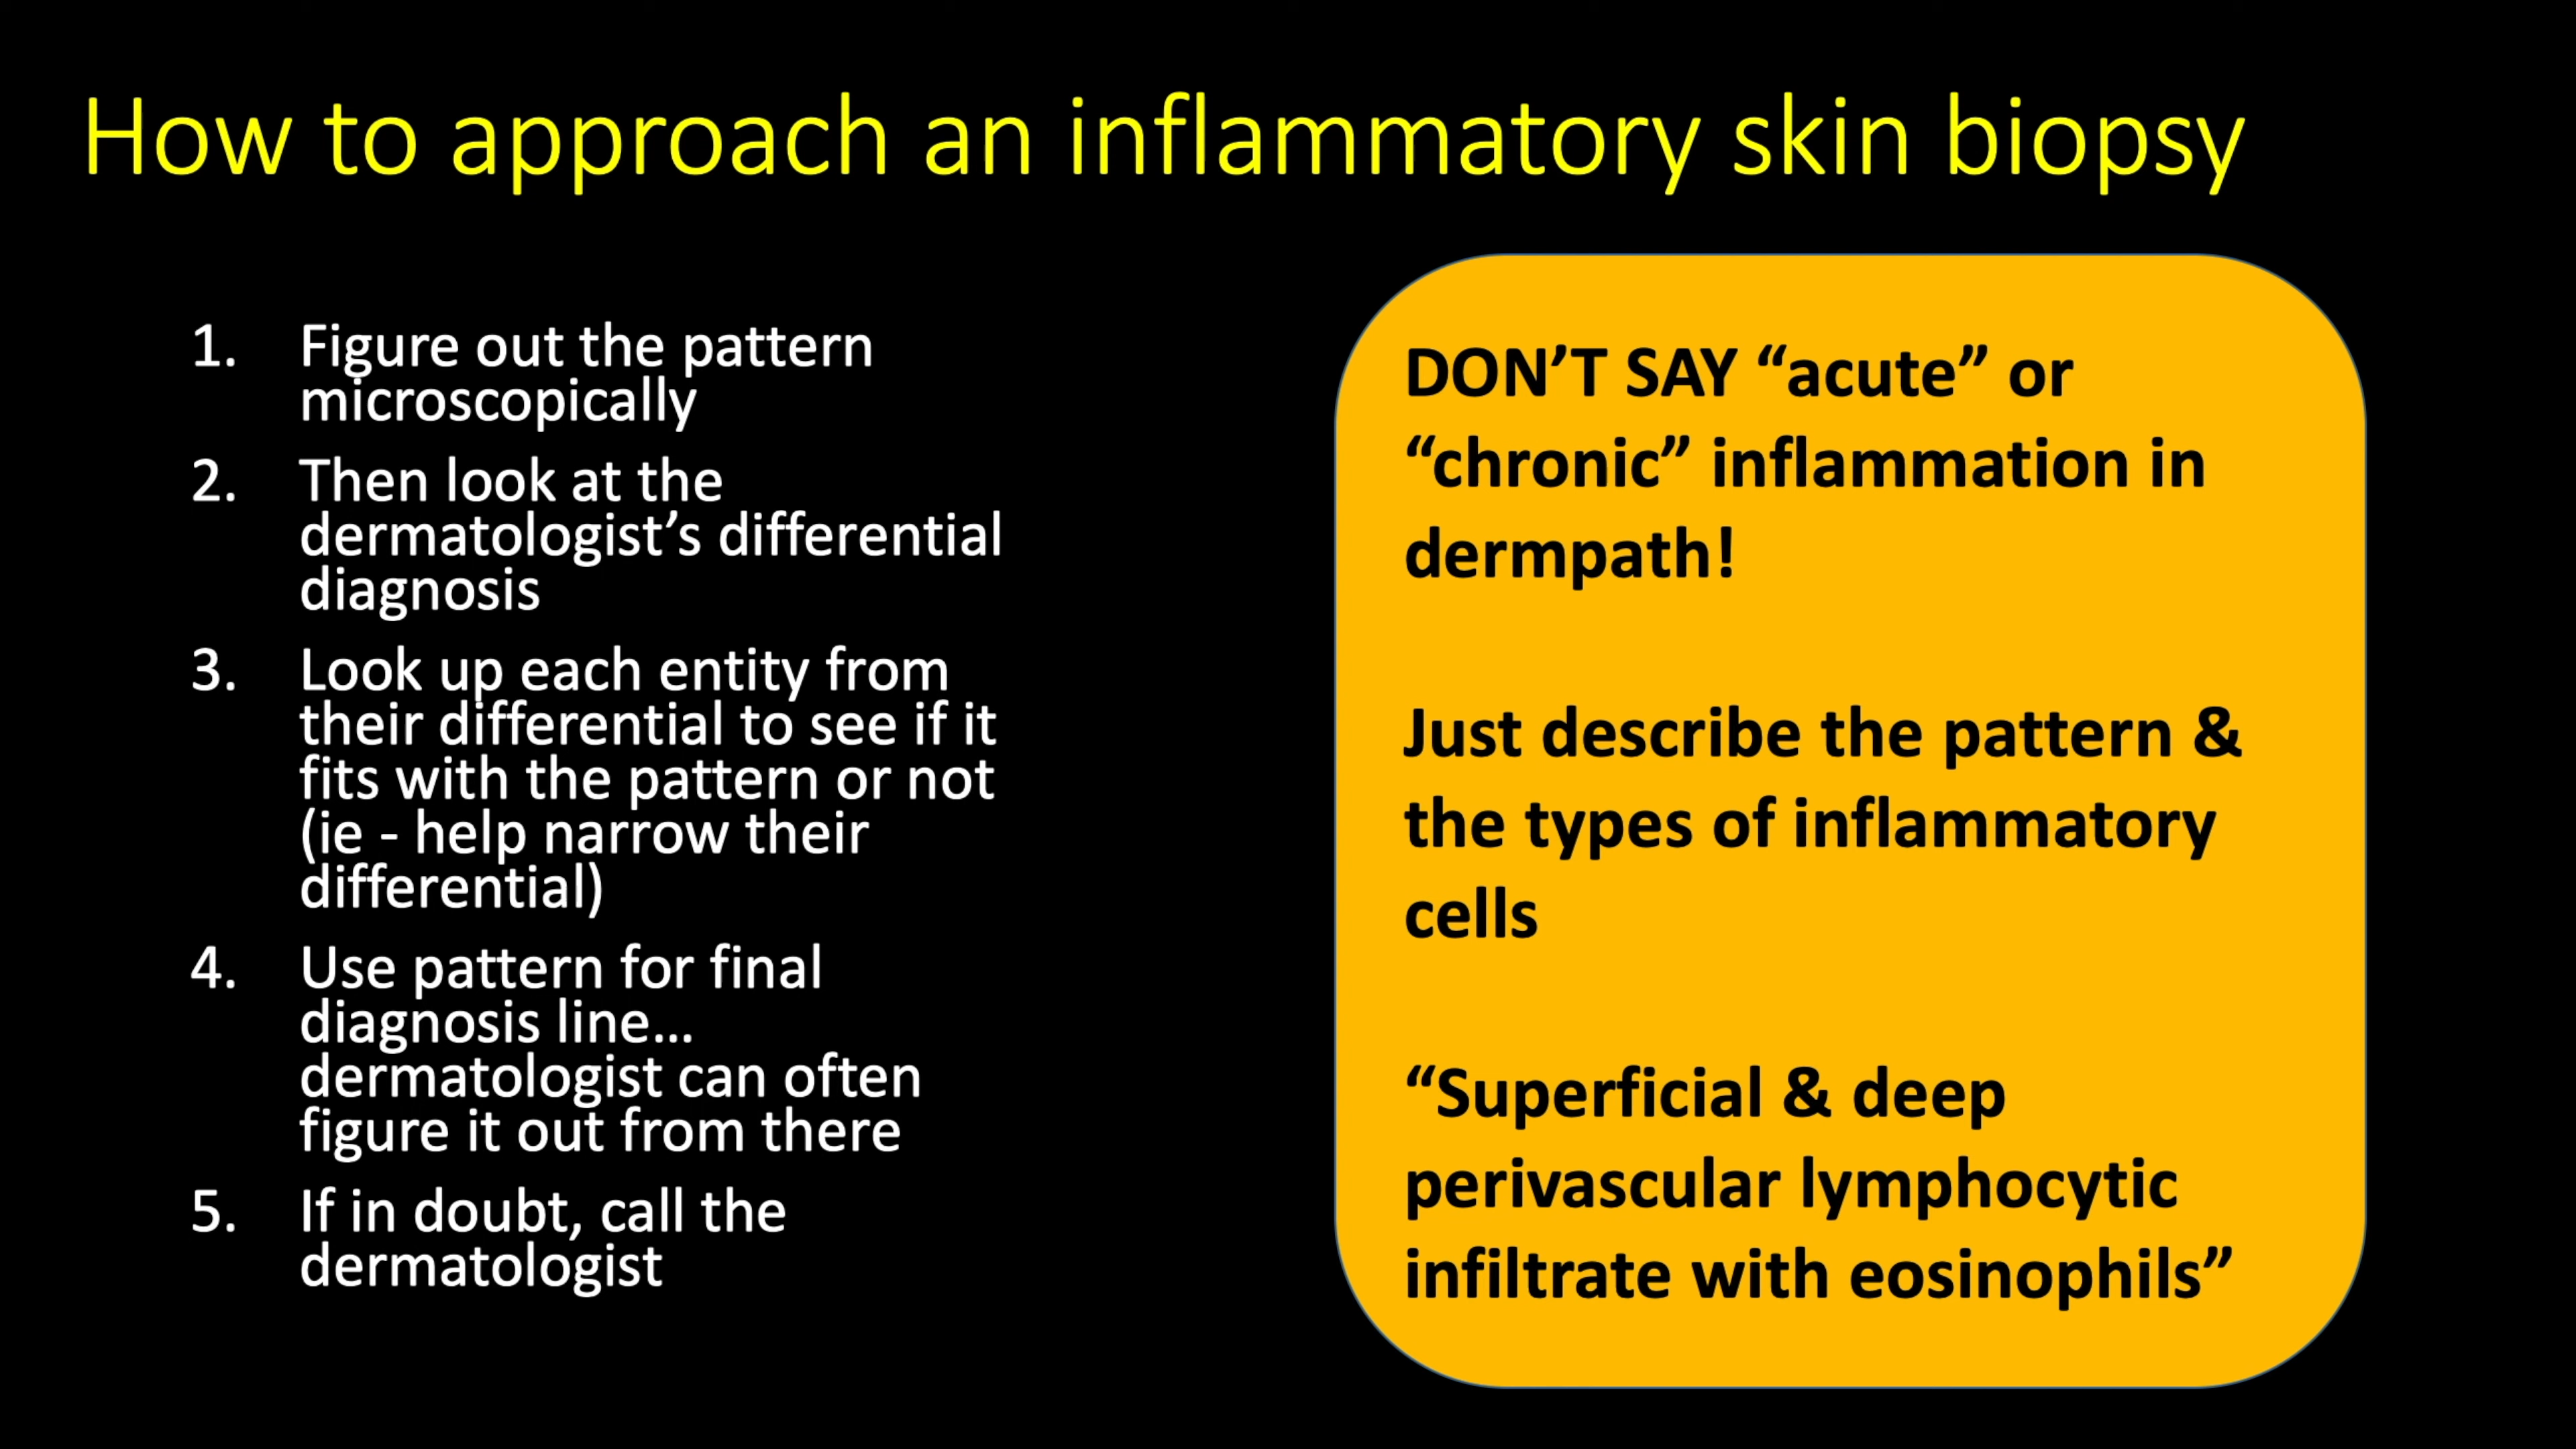 How to approach an inflammatory skin biopsy
1. Figure out the pattern
microscopically
2. Then look at the
dermatologist’s differential
diagnosis
3. Look up each entity from
their differential to see if it
fits with the pattern or not
(ie - help narrow their
differential)
4. Use pattern for final
diagnosis line…
dermatologist can often
figure it out from there
5. If in doubt, call the
dermatologist
DON’T SAY “acute” or
“chronic” inflammation in
dermpath!
Just describe the pattern &
the types of inflammatory
cells
“Superficial & deep
perivascular lymphocytic
infiltrate with eosinophils”